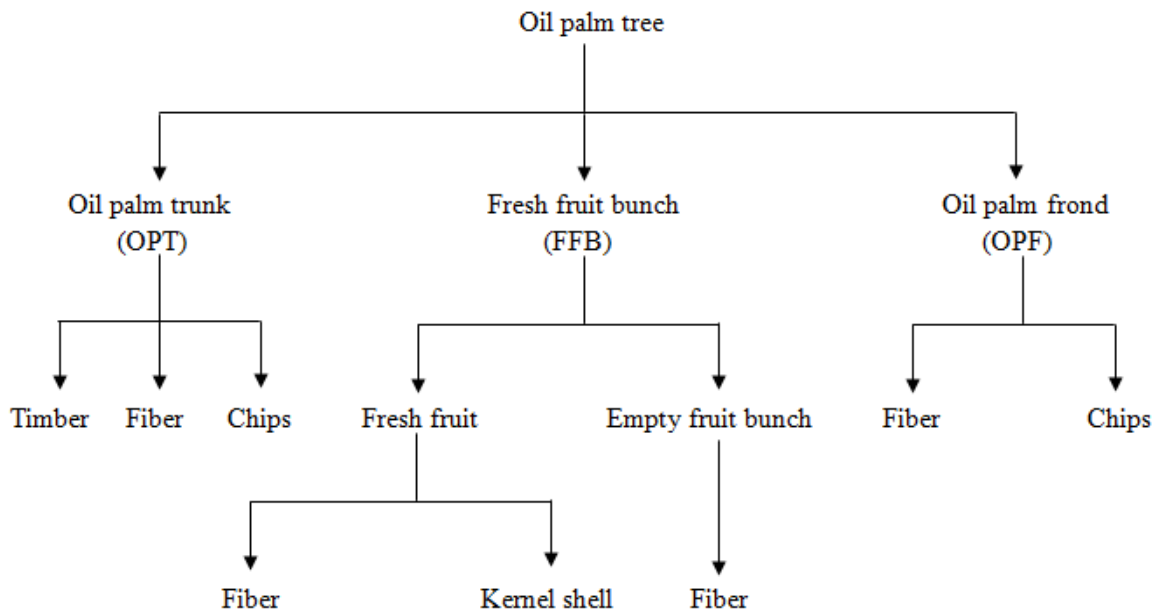 Oil palm tree
Oil palm trunk
(OPT)
Fresh fruit bunch
(FFB)
Oil palm frond
(OPF)
Timber
Fiber
Chips
Fresh fruit
Empty fruit bunch
Fiber
Chips
Fiber
Kernel shell
Fiber